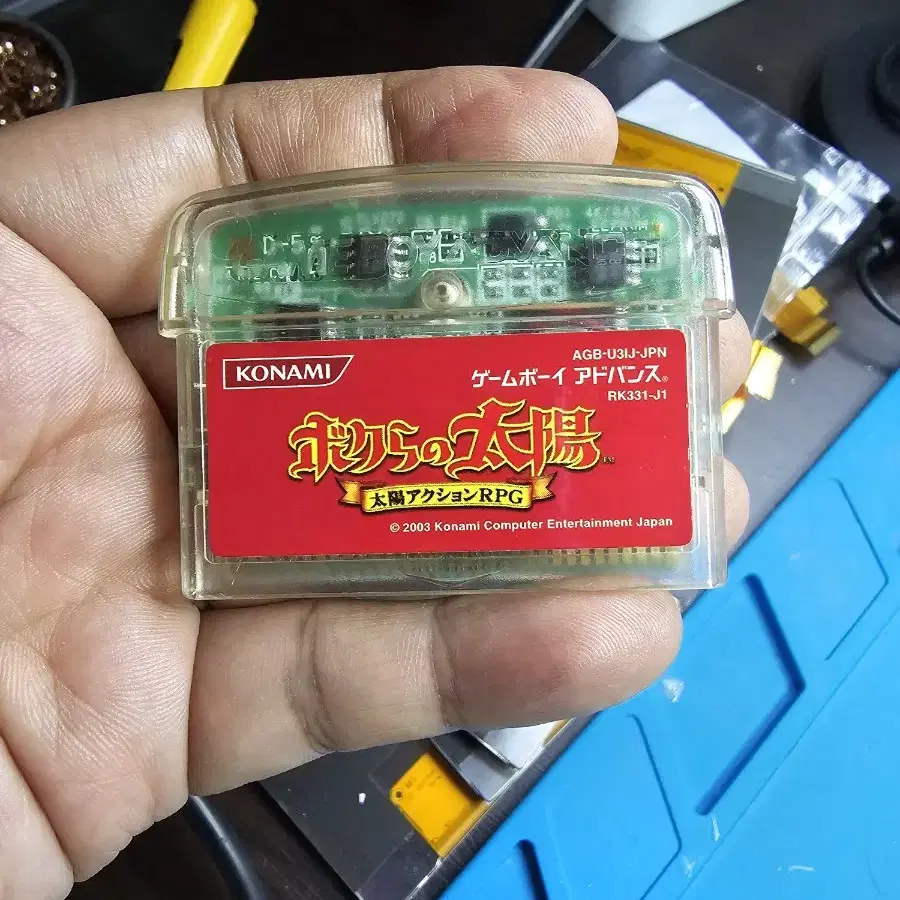 KONAMI
AGB-U3IJ-JPN
ゲームボーイ アドバンス®
RK331-J1
ボクらの太陽™
太陽アクションRPG
© 2003 Konami Computer Entertainment Japan